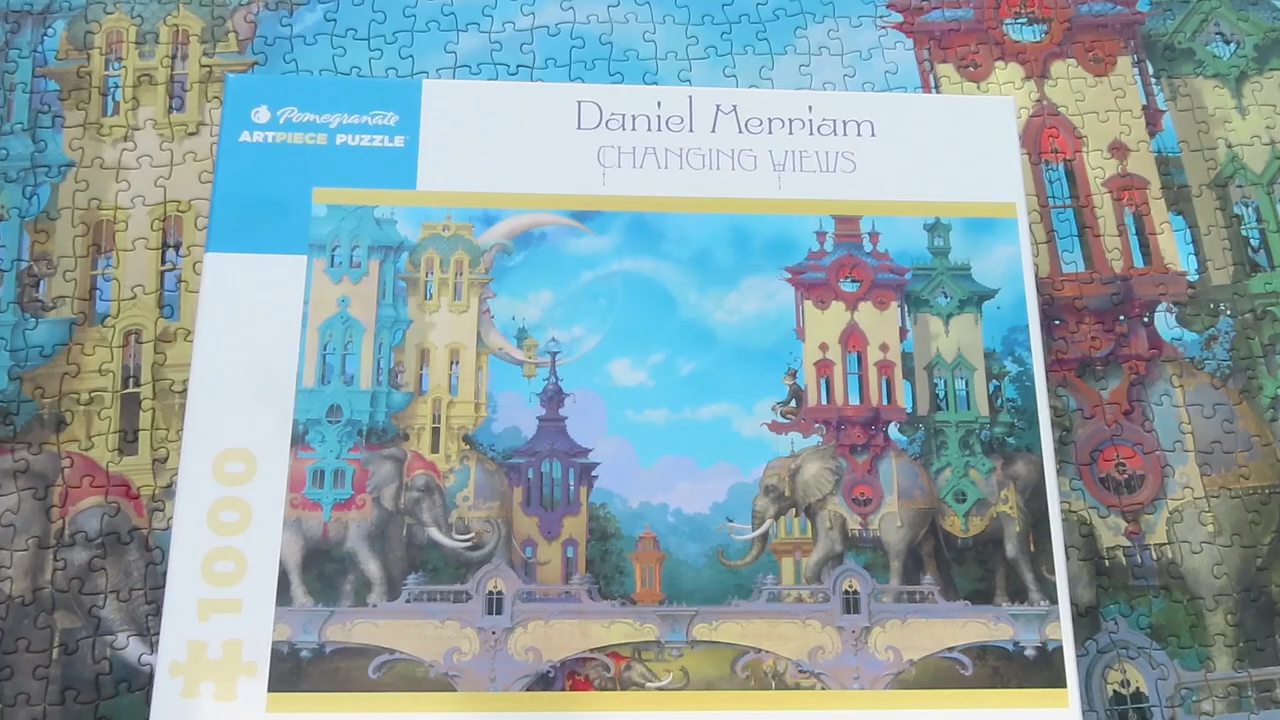 Pomegranate
ARTPIECE PUZZLE
Daniel Merriam
CHANGING VIEWS
1000